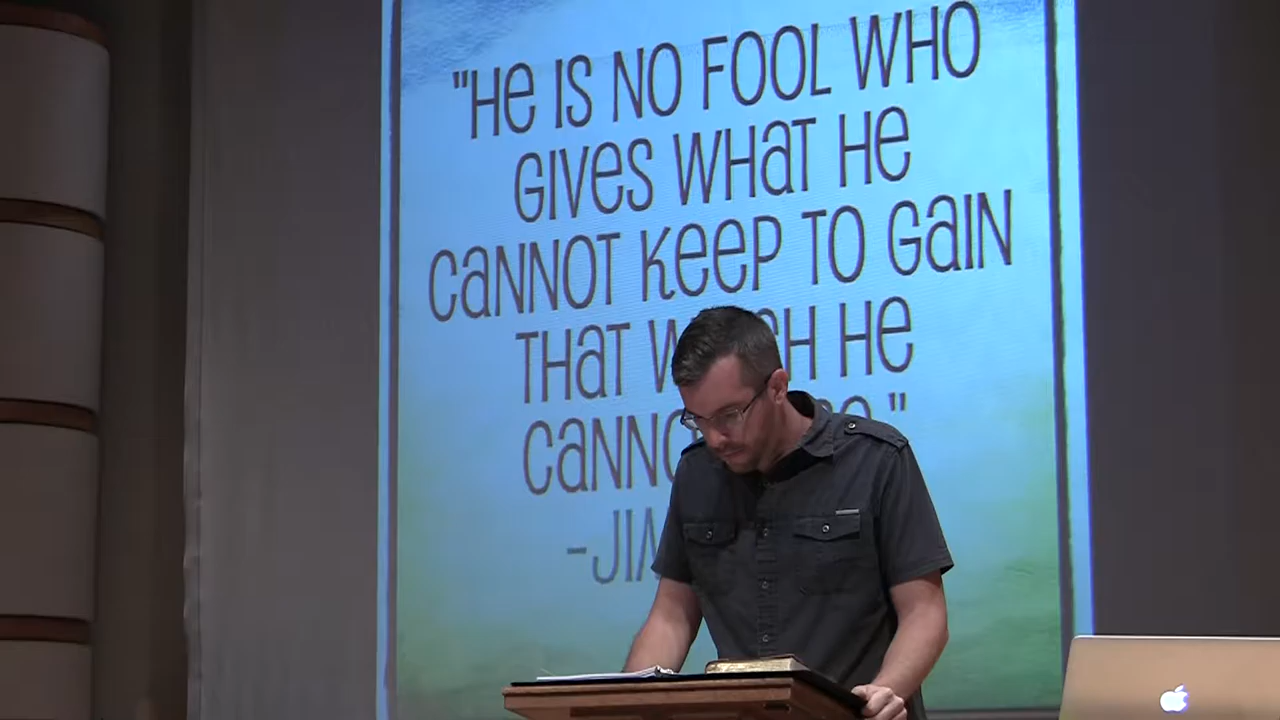 "He is no fool who
gives what he
cannot keep to gain
that he
"